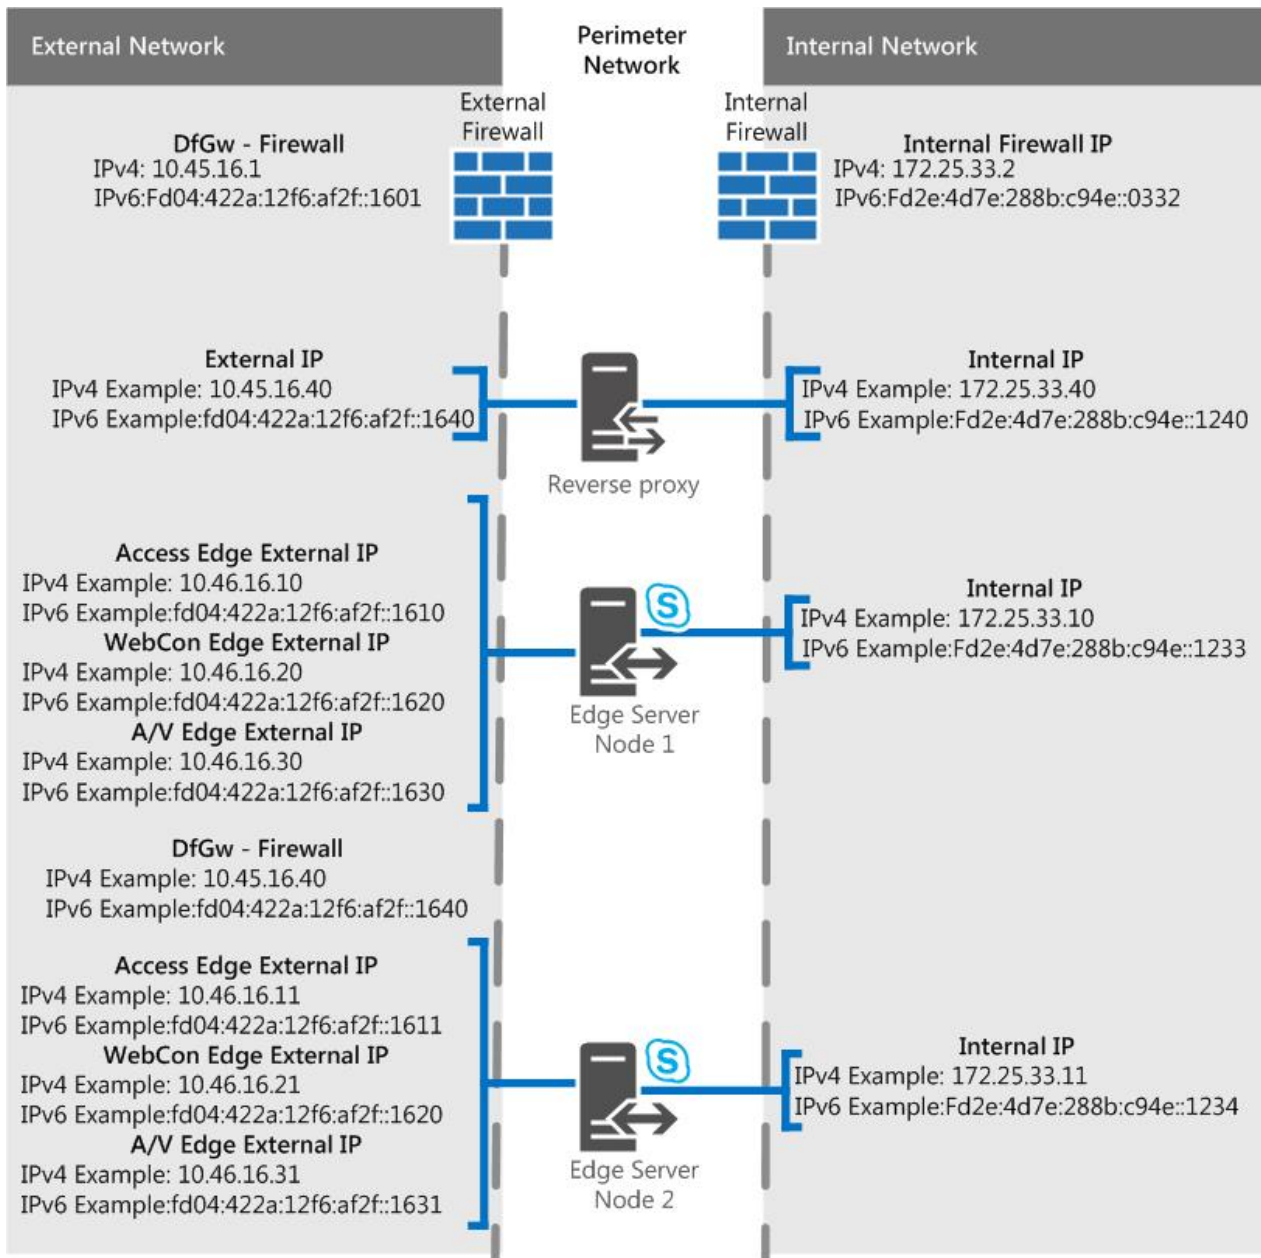 External Network
Perimeter
Network
Internal Network
External
Firewall
Internal
Firewall
DfGw - Firewall
IPv4: 10.45.16.1
IPv6:Fd04:422a:12f6:af2f::1601
Internal Firewall IP
IPv4: 172.25.33.2
IPv6:Fd2e:4d7e:288b:c94e::0332
External IP
IPv4 Example: 10.45.16.40
IPv6 Example:fd04:422a:12f6:af2f::1640
Internal IP
IPv4 Example: 172.25.33.40
IPv6 Example:Fd2e:4d7e:288b:c94e::1240
Reverse proxy
Access Edge External IP
IPv4 Example: 10.46.16.10
IPv6 Example:fd04:422a:12f6:af2f::1610
WebCon Edge External IP
IPv4 Example: 10.46.16.20
IPv6 Example:fd04:422a:12f6:af2f::1620
A/V Edge External IP
IPv4 Example: 10.46.16.30
IPv6 Example:fd04:422a:12f6:af2f::1630
S
Edge Server
Node 1
Internal IP
IPv4 Example: 172.25.33.10
IPv6 Example:Fd2e:4d7e:288b:c94e::1233
DfGw - Firewall
IPv4 Example: 10.45.16.40
IPv6 Example:fd04:422a:12f6:af2f::1640
Access Edge External IP
IPv4 Example: 10.46.16.11
IPv6 Example:fd04:422a:12f6:af2f::1611
WebCon Edge External IP
IPv4 Example: 10.46.16.21
IPv6 Example:fd04:422a:12f6:af2f::1620
A/V Edge External IP
IPv4 Example: 10.46.16.31
IPv6 Example:fd04:422a:12f6:af2f::1631
S
Edge Server
Node 2
Internal IP
IPv4 Example: 172.25.33.11
IPv6 Example:Fd2e:4d7e:288b:c94e::1234